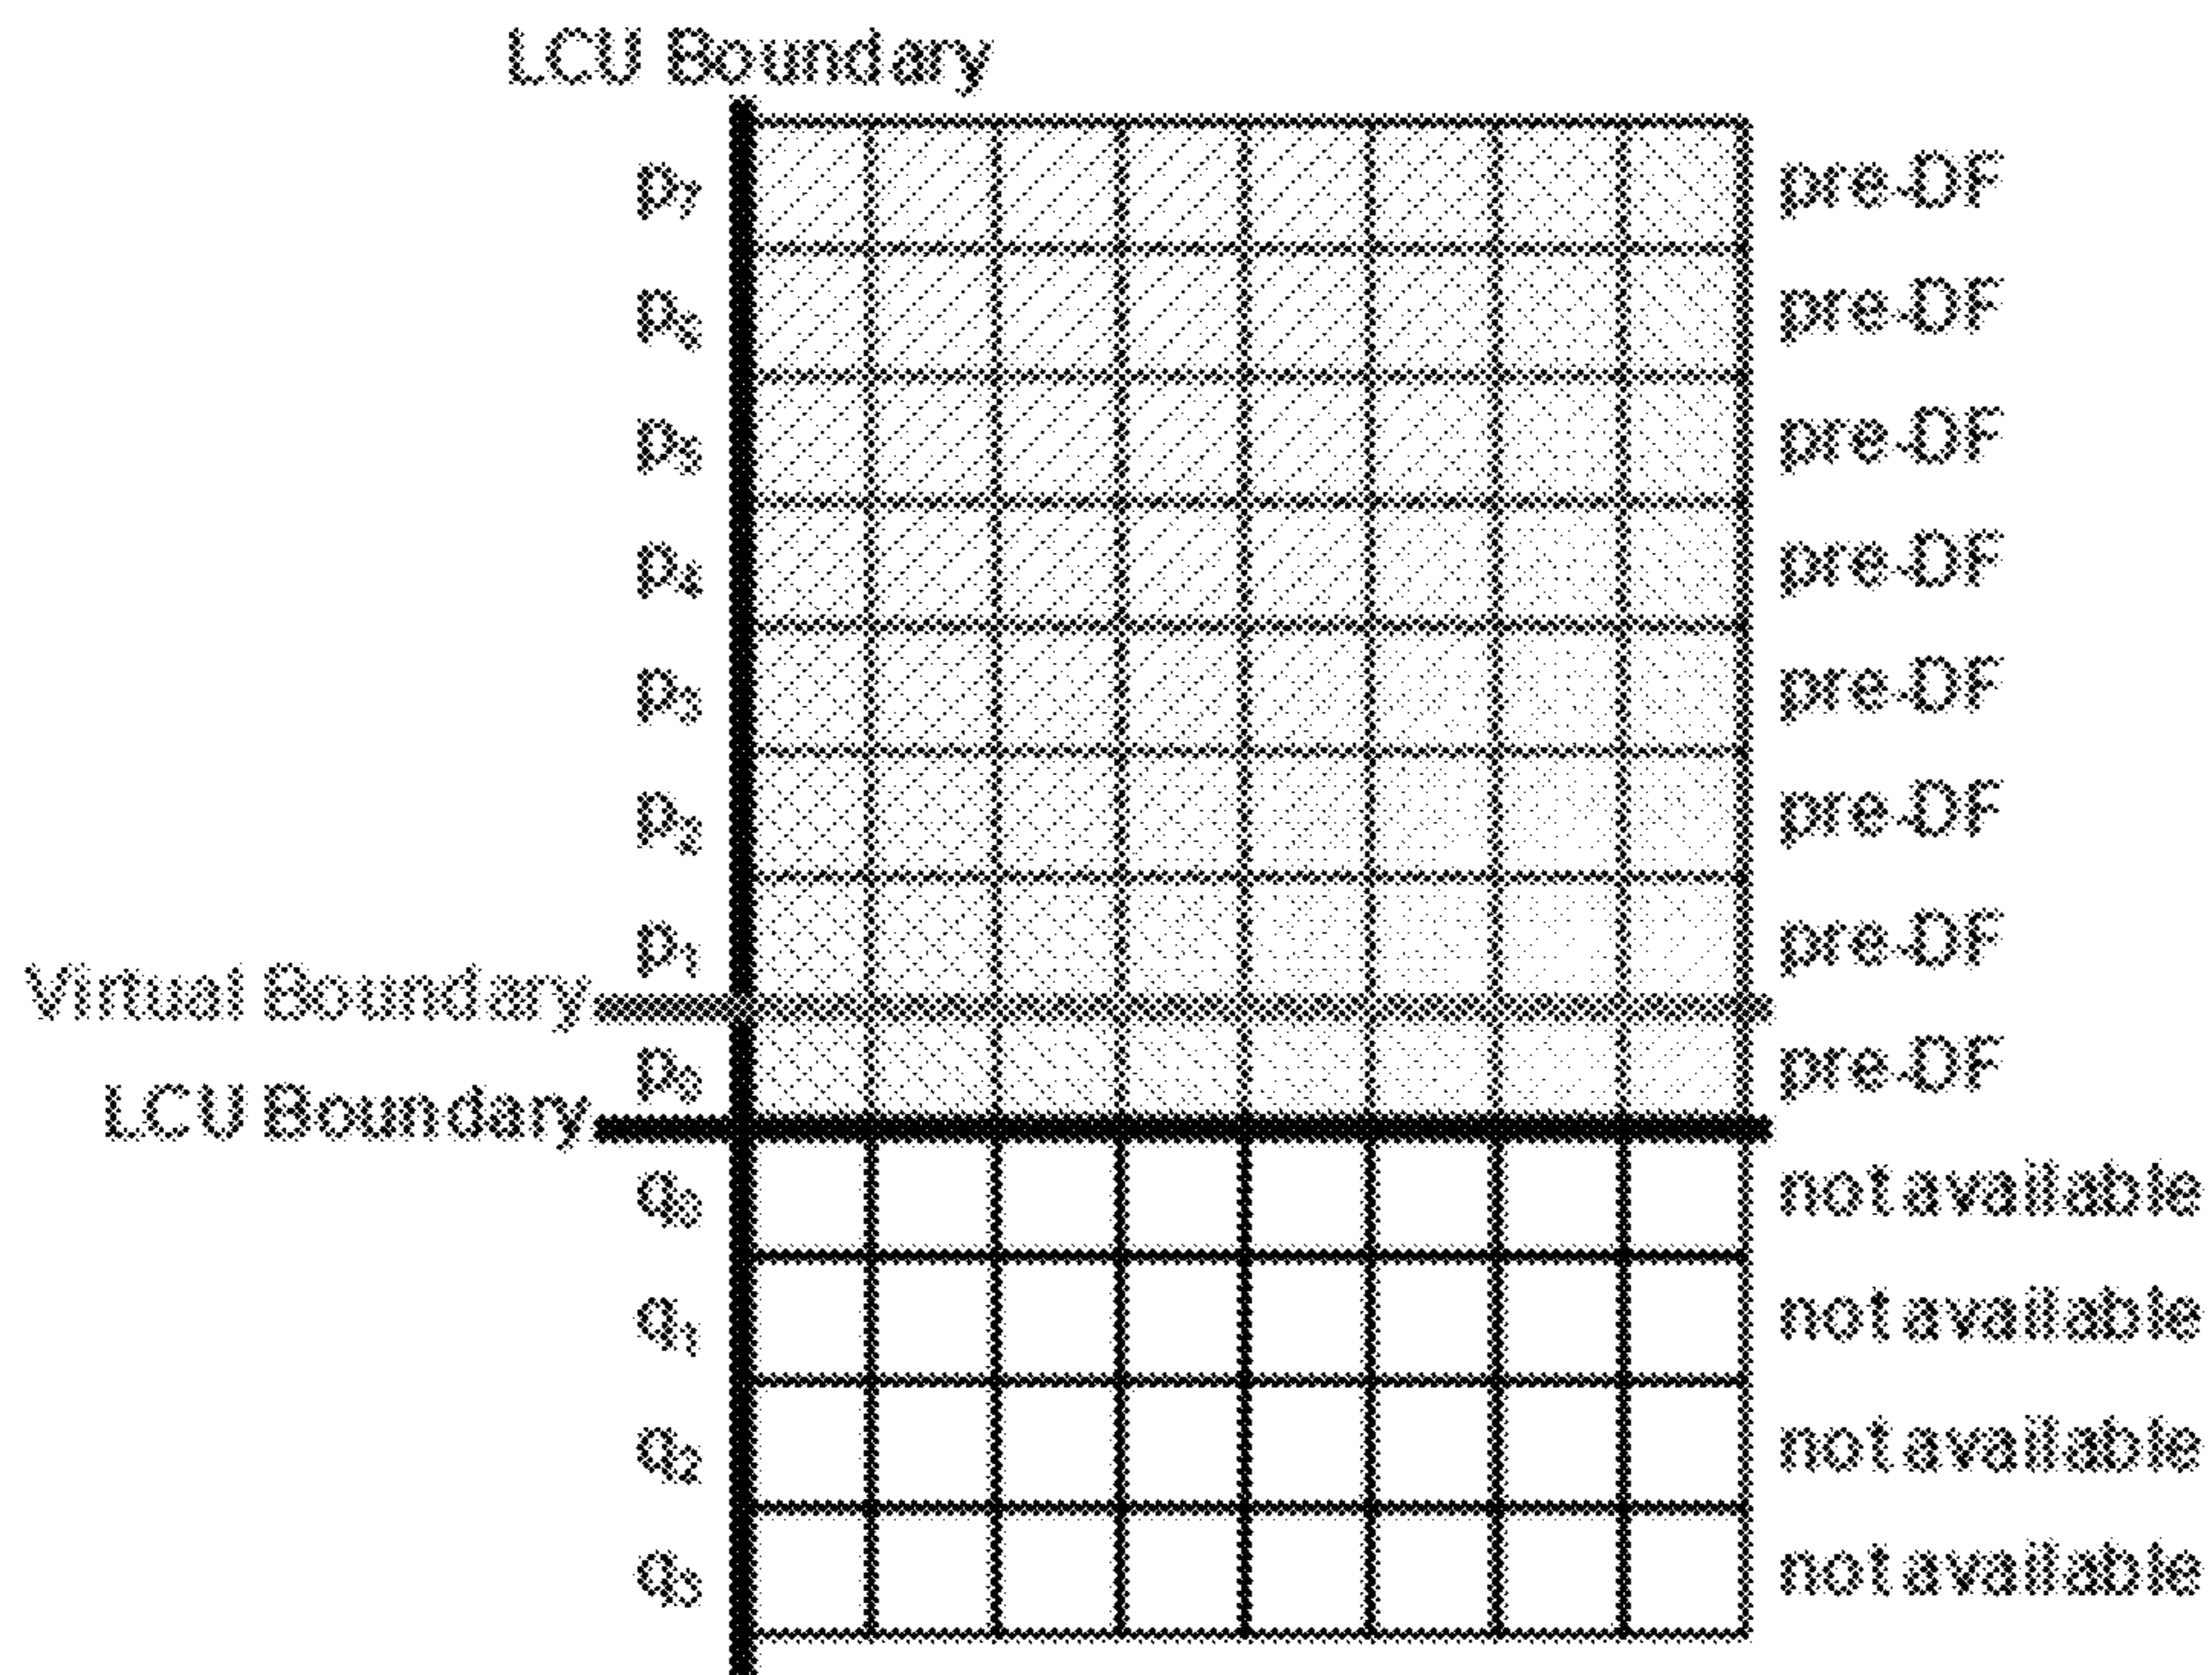 LCU Boundary
p7 pre-DF
p6 pre-DF
p5 pre-DF
p4 pre-DF
p3 pre-DF
p2 pre-DF
p1 pre-DF
Virtual Boundary
p0 pre-DF
LCU Boundary
q0 not available
q1 not available
q2 not available
q3 not available